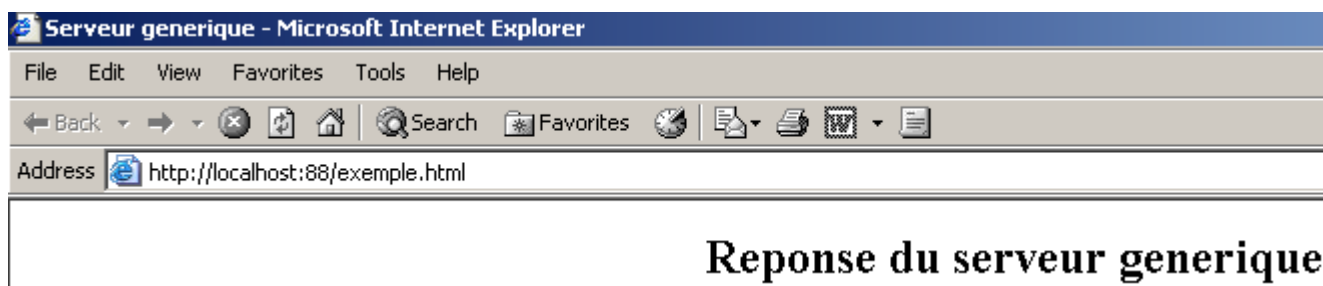 Serveur generique - Microsoft Internet Explorer
File Edit View Favorites Tools Help
Back Search Favorites
Address http://localhost:88/exemple.html
Reponse du serveur generique